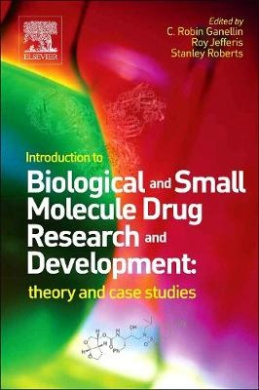 ELSEVIER
Edited by
C. Robin Ganellin
Roy Jefferis
Stanley Roberts
Introduction to
Biological and Small
Molecule Drug
Research and
Development:
theory and case studies